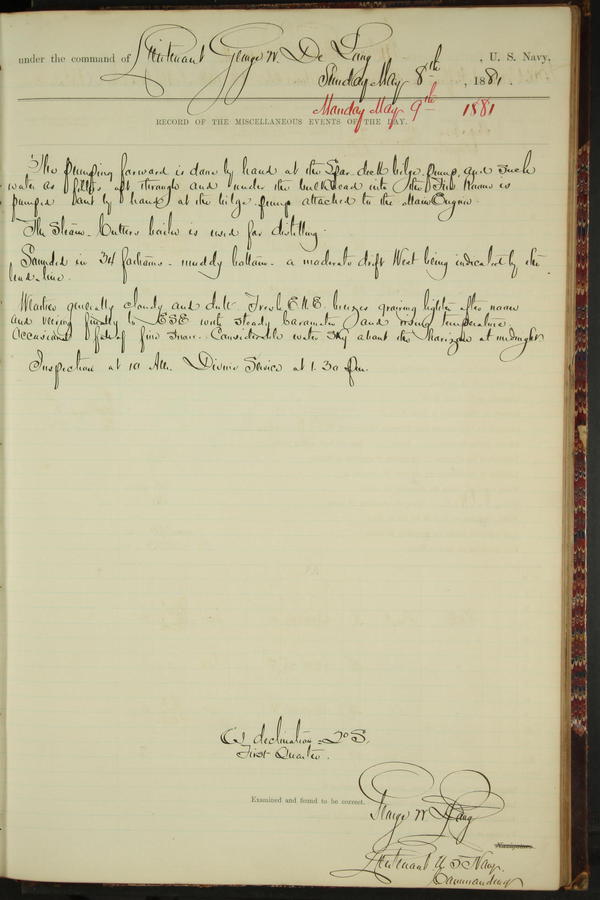 under the command of Lieutenant George W. De Long , U. S. Navy,
Sunday May 8th , 1881.
Monday May 9th 1881
RECORD OF THE MISCELLANEOUS EVENTS OF THE DAY.
The pumping forward is done by hand at the Spar deck bilge pump, and such
water as filters aft through and under the bulkhead into the Fire Room is
pumped out by hand at the bilge pump attached to the Main Engine
The Steam-Cutters boiler is used for distilling.
Sounded in 34 fathoms - muddy bottom - a moderate drift West being indicated by the
lead-line.
Weather generally cloudy and dull. Fresh E N E breezes growing lighter after noon
and veering finally to ESE with steady barometer and rising temperature
Occasional fall of fine snow. Considerable water sky about the Horizon at midnight
Inspection at 10 AM. Divine Service at 1.30 pm.
declination 20 S.
First Quarter.
Examined and found to be correct.
George W De Long
Navigator.
Lieutenant U S Navy,
Commanding